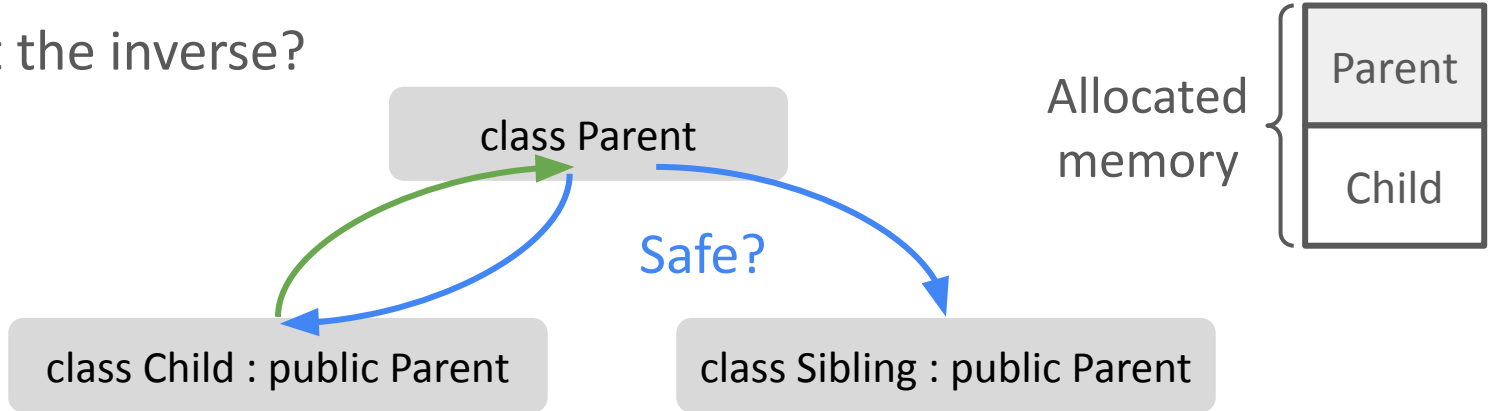 t the inverse?
class Parent
Safe?
class Child : public Parent
class Sibling : public Parent
Allocated
memory
Parent
Child